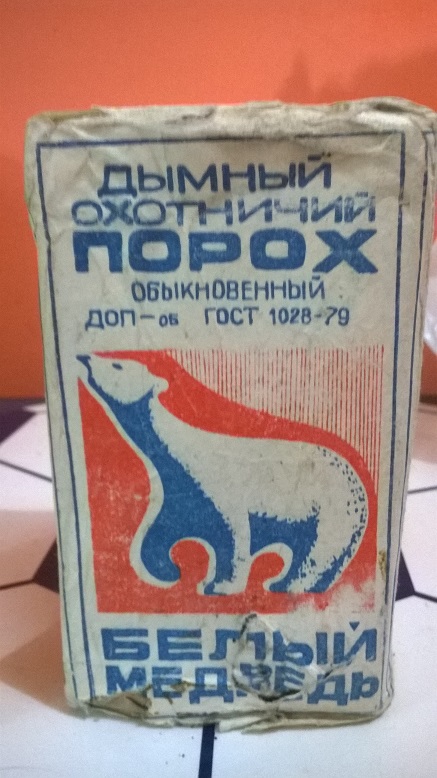 ДЫМНЫЙ
ОХОТНИЧИЙ
ПОРОХ
ОБЫКНОВЕННЫЙ
ДОП-ОБ ГОСТ 1028-79
БЕЛЫЙ
МЕДВЕДЬ